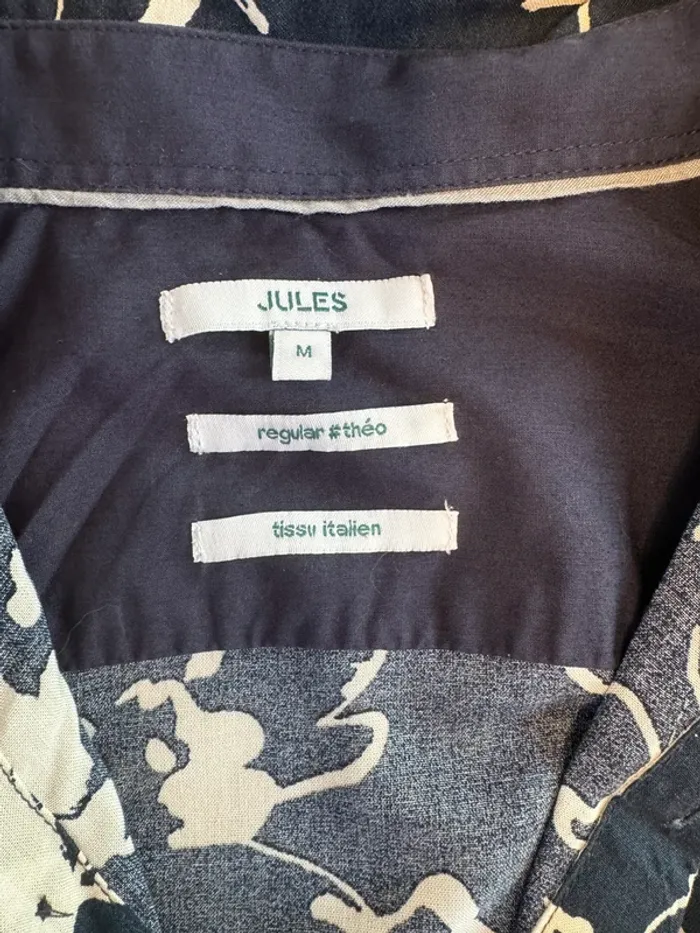 JULES
M
regular #théo
tissu italien